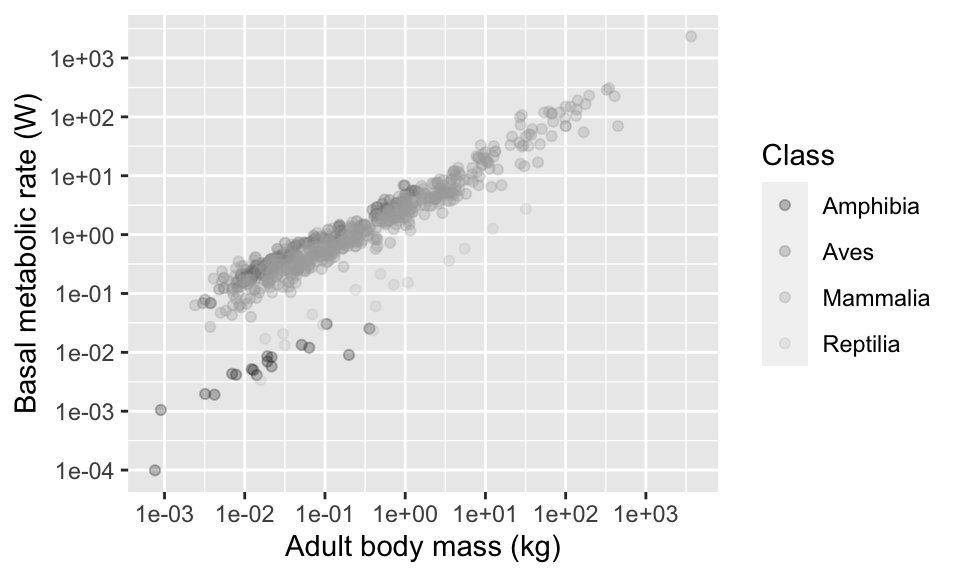 1e+03
1e+02
1e+01
1e+00
1e-01
1e-02
1e-03
1e-04
Basal metabolic rate (W)
1e-03 1e-02 1e-01 1e+00 1e+01 1e+02 1e+03
Adult body mass (kg)
Class
Amphibia
Aves
Mammalia
Reptilia